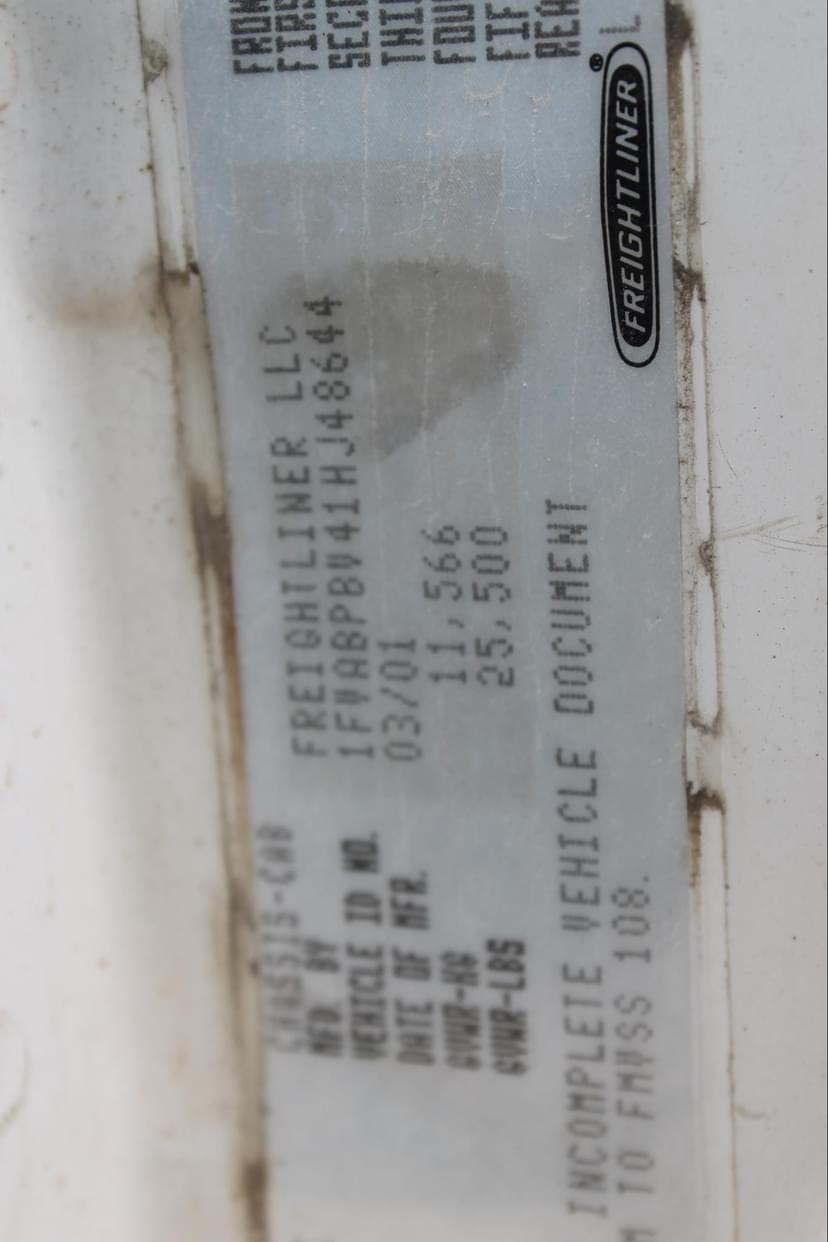 CHASSIS-CAB
MFD. BY FREIGHTLINER LLC
VEHICLE ID NO. 1FVABPBV41HJ48644
DATE OF MFR. 03/01
GVWR-KG 11,566
GVWR-LBS 25,500
INCOMPLETE VEHICLE DOCUMENT
TO FMVSS 108.
FREIGHTLINER®